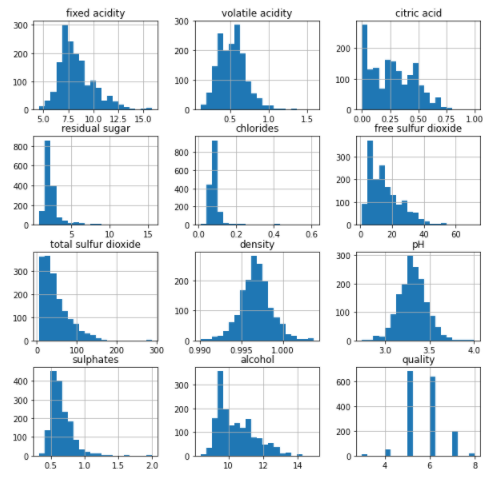 fixed acidity volatile acidity citric acid
300 300
200 200 200
100 100 100
0 0 0
5.0 7.5 10.0 12.5 15.0 0.5 1.0 1.5 0.00 0.25 0.50 0.75 1.00
residual sugar chlorides free sulfur dioxide
800 800 300
600 600 200
400 400 100
200 200
0 0 0
5 10 15 0.0 0.2 0.4 0.6 0 20 40 60
total sulfur dioxide density pH
300 200 300
200 100 200
100 100
0 0 0
0 100 200 300 0.990 0.995 1.000 3.0 3.5 4.0
sulphates alcohol quality
400 300 600
300 200 400
200 100 200
100
0 0 0
0.5 1.0 1.5 2.0 10 12 14 4 6 8